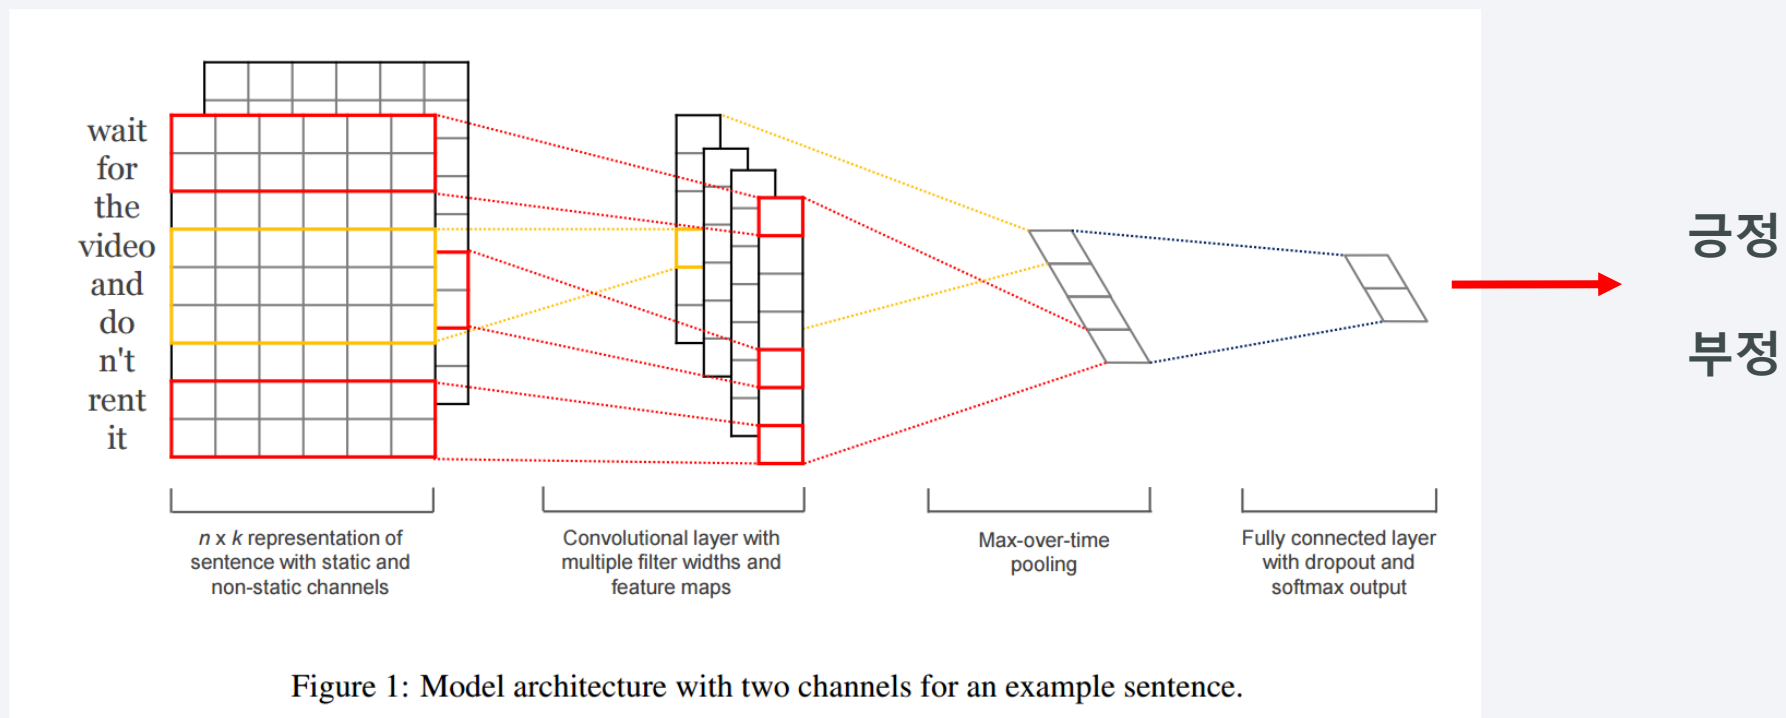 wait
for
the
video
and
do
n't
rent
it
n x k representation of
sentence with static and
non-static channels
Convolutional layer with
multiple filter widths and
feature maps
Max-over-time
pooling
Fully connected layer
with dropout and
softmax output
긍정
부정
Figure 1: Model architecture with two channels for an example sentence.